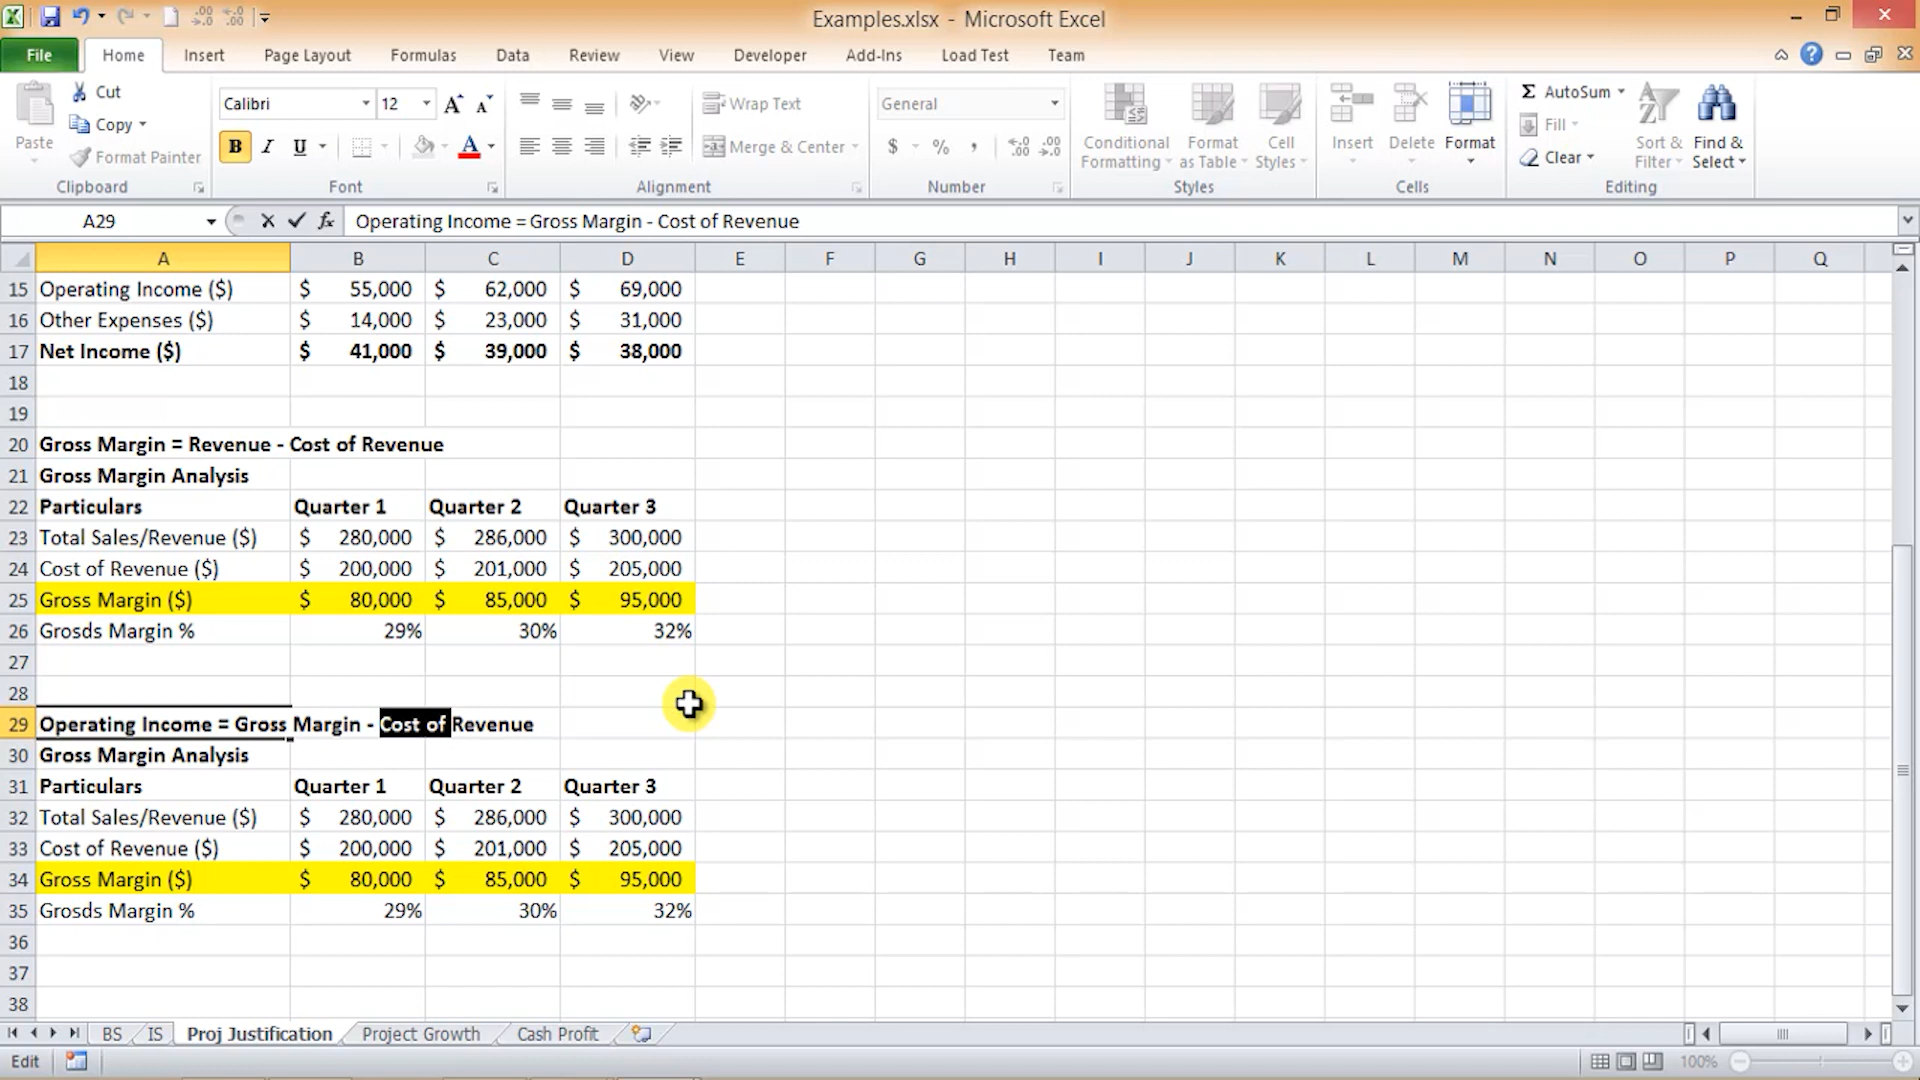 Examples.xlsx - Microsoft Excel
File Home Insert Page Layout Formulas Data Review View Developer Add-Ins Load Test Team
Paste
Cut
Copy
Format Painter
Clipboard
Calibri 12
B I U A
Font
Wrap Text
Merge & Center
Alignment
General
$ % ,
Number
Conditional Formatting
Format as Table
Cell Styles
Styles
Insert Delete Format
Cells
Σ AutoSum
Fill
Clear
Sort & Filter
Find & Select
Editing
A29 fx Operating Income = Gross Margin - Cost of Revenue
A B C D E F G H I J K L M N O P Q
15 Operating Income ($) $ 55,000 $ 62,000 $ 69,000
16 Other Expenses ($) $ 14,000 $ 23,000 $ 31,000
17 Net Income ($) $ 41,000 $ 39,000 $ 38,000
18
19
20 Gross Margin = Revenue - Cost of Revenue
21 Gross Margin Analysis
22 Particulars Quarter 1 Quarter 2 Quarter 3
23 Total Sales/Revenue ($) $ 280,000 $ 286,000 $ 300,000
24 Cost of Revenue ($) $ 200,000 $ 201,000 $ 205,000
25 Gross Margin ($) $ 80,000 $ 85,000 $ 95,000
26 Grosds Margin % 29% 30% 32%
27
28
29 Operating Income = Gross Margin - Cost of Revenue
30 Gross Margin Analysis
31 Particulars Quarter 1 Quarter 2 Quarter 3
32 Total Sales/Revenue ($) $ 280,000 $ 286,000 $ 300,000
33 Cost of Revenue ($) $ 200,000 $ 201,000 $ 205,000
34 Gross Margin ($) $ 80,000 $ 85,000 $ 95,000
35 Grosds Margin % 29% 30% 32%
36
37
38
BS IS Proj Justification Project Growth Cash Profit
Edit 100%